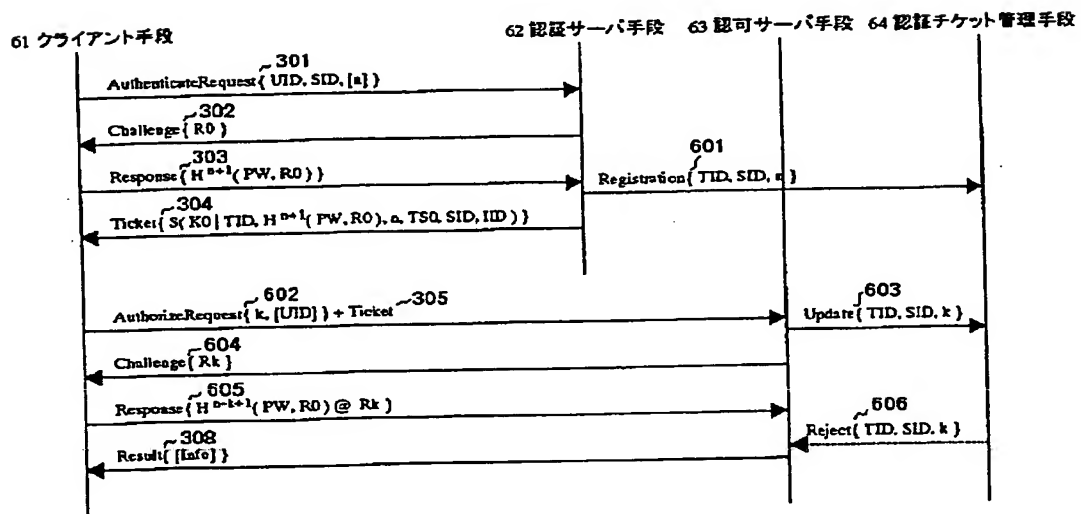 61 クライアント手段
62 認証サーバ手段
63 認可サーバ手段
64 認証チケット管理手段
301
AuthenticateRequest{ UID, SID, [n] }
302
Challenge{ R0 }
303
Response{ H^n+1( PW, R0) }
601
Registration{ TID, SID, n }
304
Ticket{ S( K0 | TID, H^n+1( PW, R0), n, TS0, SID, IID ) }
602
AuthorizeRequest{ k, [UID] } + Ticket
305
603
Update{ TID, SID, k }
604
Challenge{ Rk }
605
Response{ H^n-k+1(PW, R0) @ Rk }
606
Reject{ TID, SID, k }
308
Result{ [Info] }